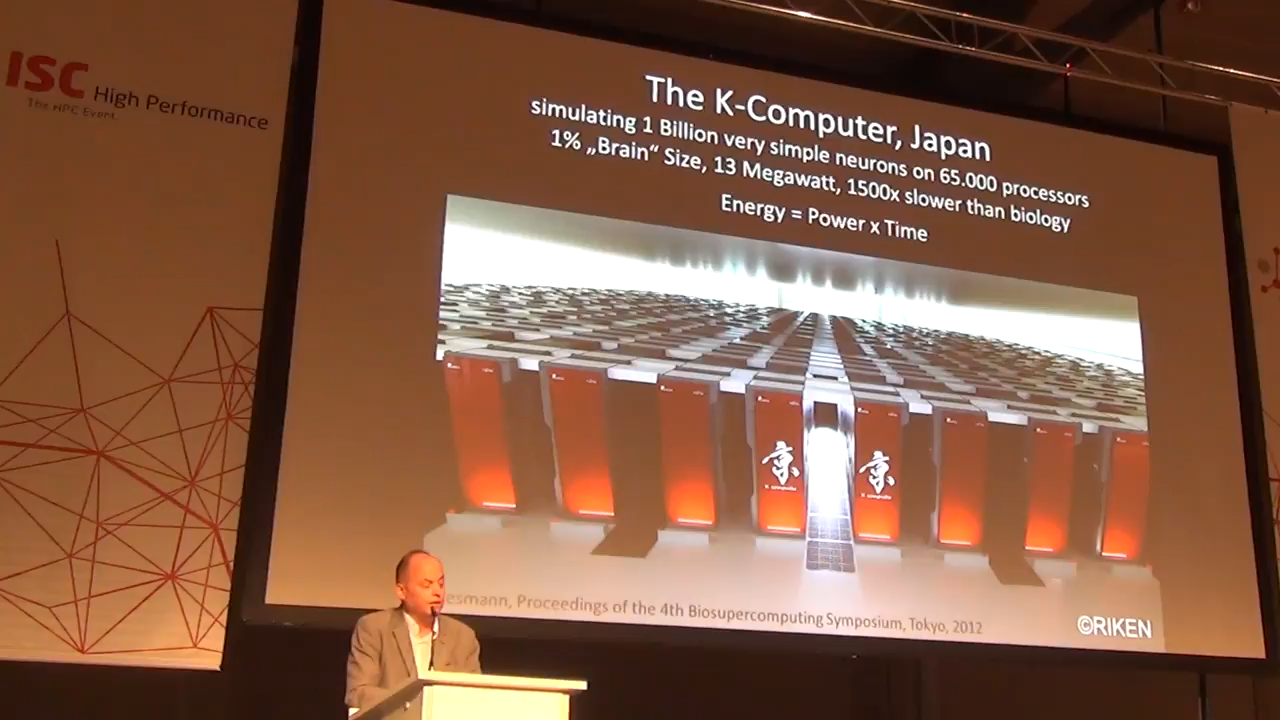 ISC High Performance
The HPC Event.
The K-Computer, Japan
simulating 1 Billion very simple neurons on 65.000 processors
1% „Brain“ Size, 13 Megawatt, 1500x slower than biology
Energy = Power x Time
京 京
K computer K computer
esmann, Proceedings of the 4th Biosupercomputing Symposium, Tokyo, 2012
©RIKEN